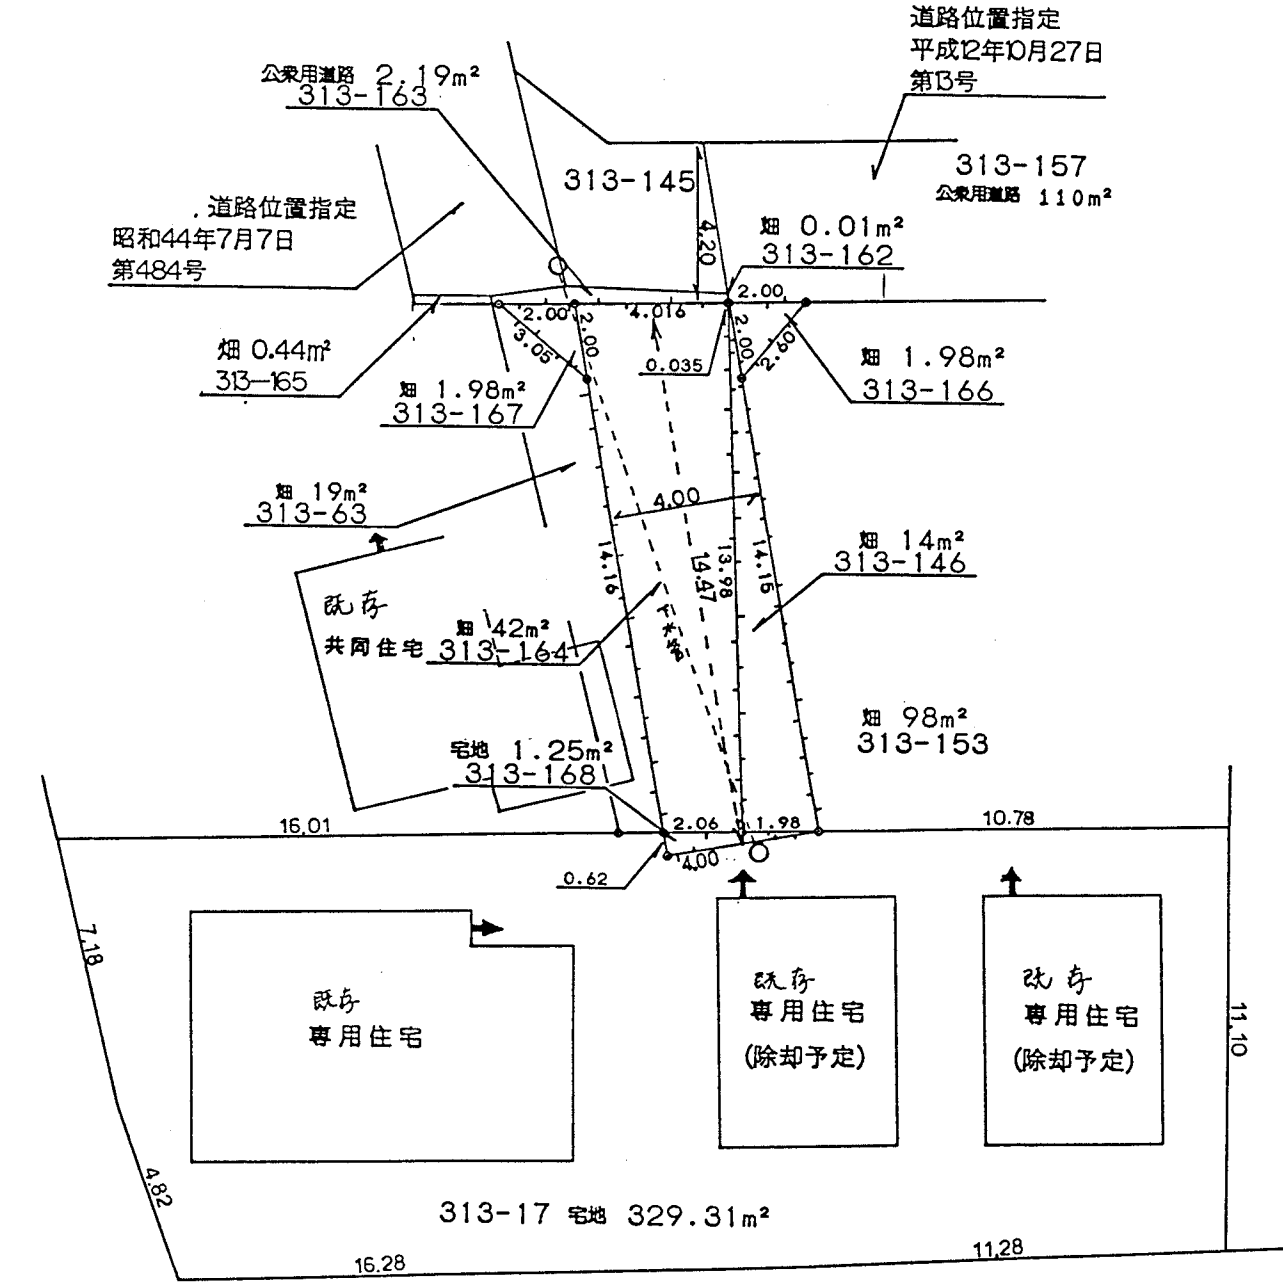 道路位置指定
平成12年10月27日
第13号
公衆用道路 2.19m²
313-163
313-145
313-157
公衆用道路 110m²
道路位置指定
昭和44年7月7日
第484号
4.20
畑 0.01m²
313-162
2.00
2.00
4.016
2.00
2.00
3.05
2.60
0.035
畑 0.44m²
313-165
畑 1.98m²
313-167
畑 1.98m²
313-166
畑 19m²
313-63
4.00
14.16
14.47
13.98
14.15
畑 14m²
313-146
既存
共同住宅
畑 42m²
313-164
下水管
畑 98m²
313-153
宅地 1.25m²
313-168
16.01
2.06
1.98
10.78
4.00
0.62
7.18
既存
専用住宅
既存
専用住宅
(除却予定)
既存
専用住宅
(除却予定)
11.10
4.82
313-17 宅地 329.31m²
16.28
11.28